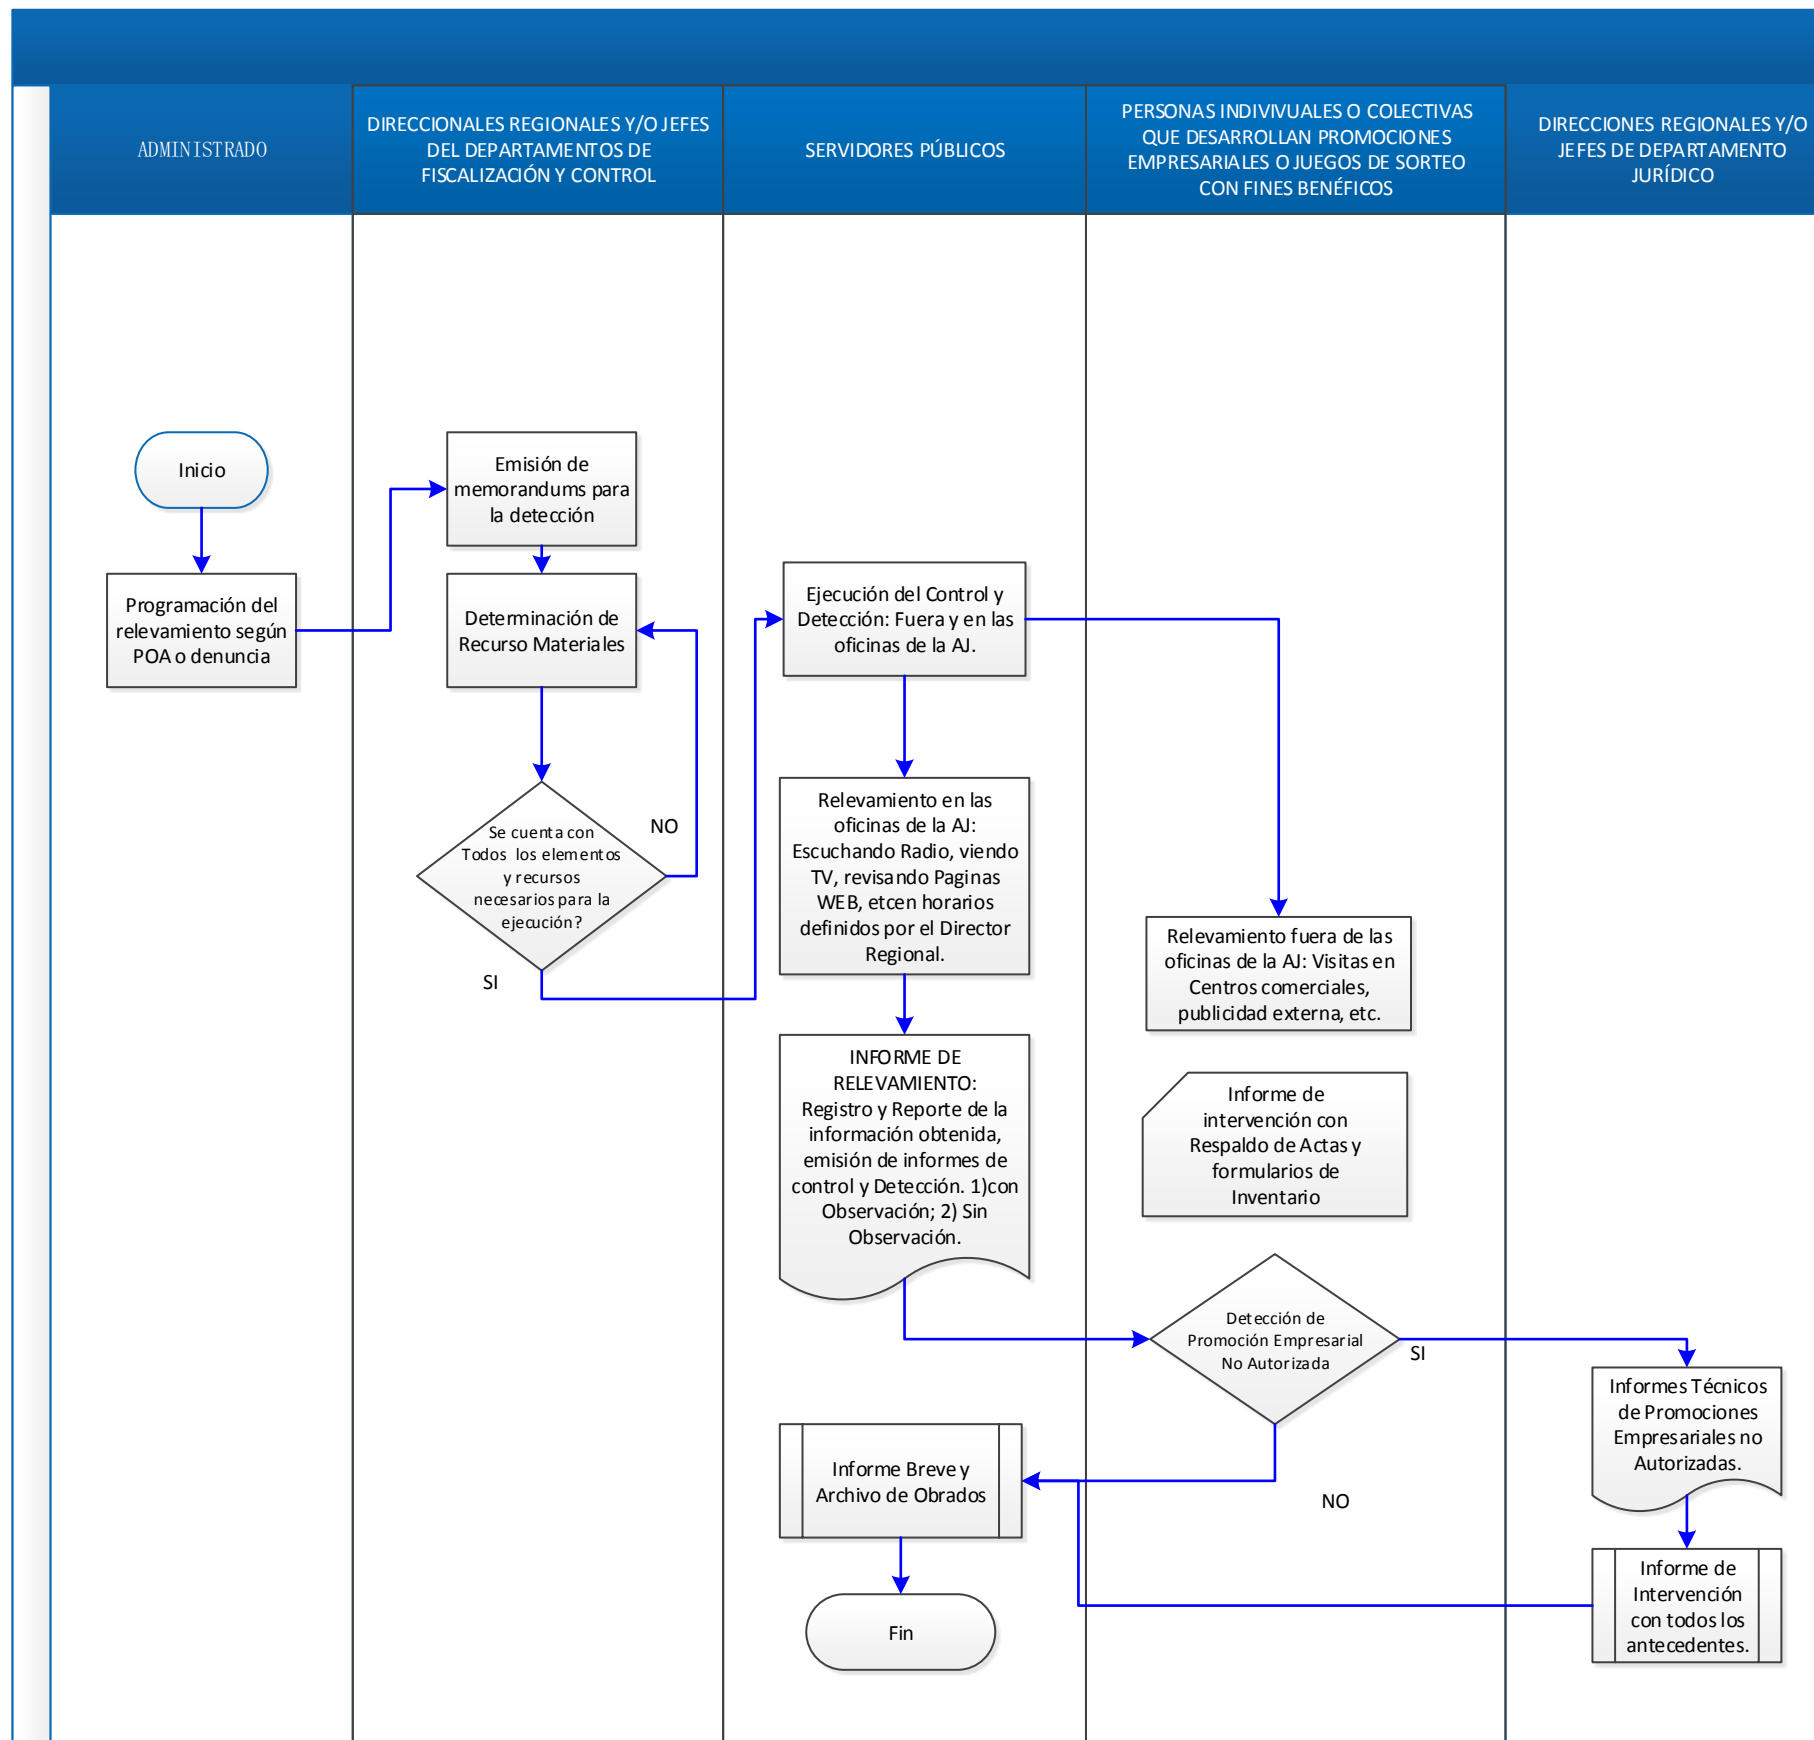 ADMINISTRADO
DIRECCIONALES REGIONALES Y/O JEFES
DEL DEPARTAMENTOS DE
FISCALIZACIÓN Y CONTROL
SERVIDORES PÚBLICOS
PERSONAS INDIVIVUALES O COLECTIVAS
QUE DESARROLLAN PROMOCIONES
EMPRESARIALES O JUEGOS DE SORTEO
CON FINES BENÉFICOS
DIRECCIONES REGIONALES Y/O
JEFES DE DEPARTAMENTO
JURÍDICO
Inicio
Programación del
relevamiento según
POA o denuncia
Emisión de
memorandums para
la detección
Determinación de
Recurso Materiales
Se cuenta con
Todos los elementos
y recursos
necesarios para la
ejecución?
NO
SI
Ejecución del Control y
Detección: Fuera y en las
oficinas de la AJ.
Relevamiento en las
oficinas de la AJ:
Escuchando Radio, viendo
TV, revisando Paginas
WEB, etcen horarios
definidos por el Director
Regional.
INFORME DE
RELEVAMIENTO:
Registro y Reporte de la
información obtenida,
emisión de informes de
control y Detección. 1)con
Observación; 2) Sin
Observación.
Relevamiento fuera de las
oficinas de la AJ: Visitas en
Centros comerciales,
publicidad externa, etc.
Informe de
intervención con
Respaldo de Actas y
formularios de
Inventario
Detección de
Promoción Empresarial
No Autorizada
SI
NO
Informes Técnicos
de Promociones
Empresariales no
Autorizadas.
Informe de
Intervención
con todos los
antecedentes.
Informe Breve y
Archivo de Obrados
Fin